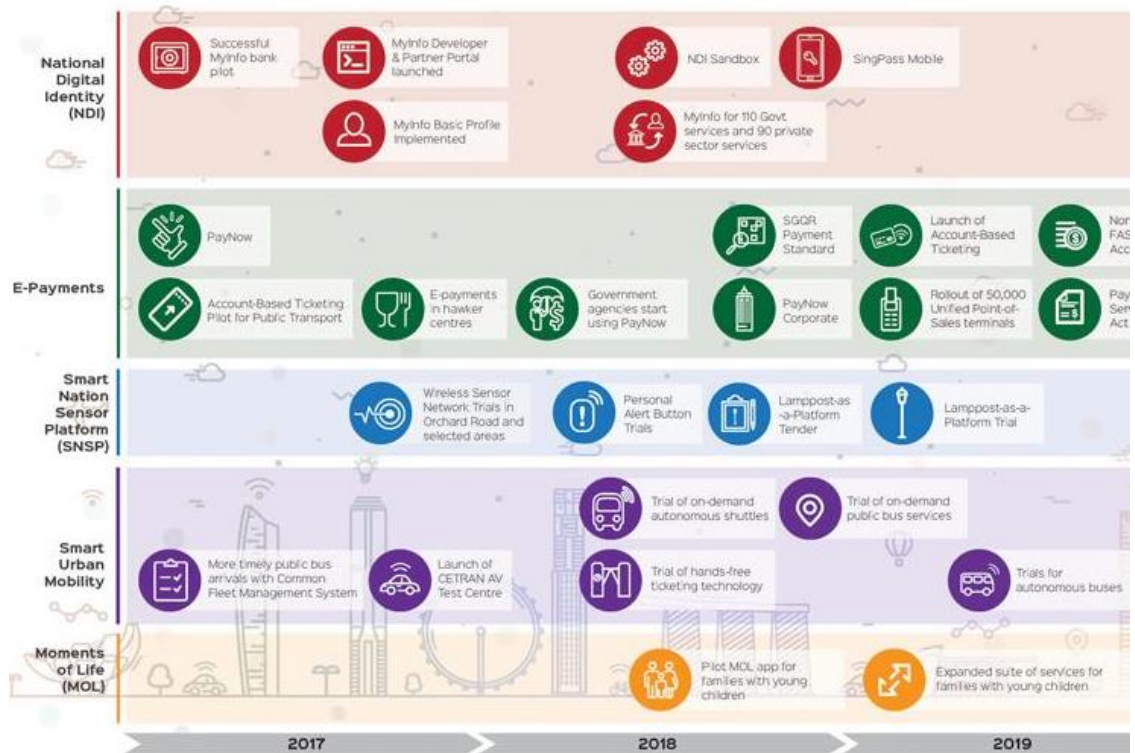 National
Digital
Identity
(NDI)
Successful
MyInfo bank
pilot
MyInfo Developer
& Partner Portal
launched
MyInfo Basic Profile
Implemented
NDI Sandbox
SingPass Mobile
MyInfo for 110 Govt
services and 90 private
sector services
E-Payments
PayNow
Account-Based Ticketing
Pilot for Public Transport
E-payments
in hawker
centres
Government
agencies start
using PayNow
SGQR
Payment
Standard
PayNow
Corporate
Launch of
Account-Based
Ticketing
Rollout of 50,000
Unified Point-of-
Sales terminals
Non
FAS
Acc
Pay
Serv
Act
Smart
Nation
Sensor
Platform
(SNSP)
Wireless Sensor
Network Trials in
Orchard Road and
selected areas
Personal
Alert Button
Trials
Lamppost-as
-a-Platform
Tender
Lamppost-as-a-
Platform Trial
Smart
Urban
Mobility
More timely public bus
arrivals with Common
Fleet Management System
Launch of
CETRAN AV
Test Centre
Trial of on-demand
autonomous shuttles
Trial of hands-free
ticketing technology
Trial of on-demand
public bus services
Trials for
autonomous buses
Moments
of Life
(MOL)
Pilot MOL app for
families with young
children
Expanded suite of services for
families with young children
2017
2018
2019